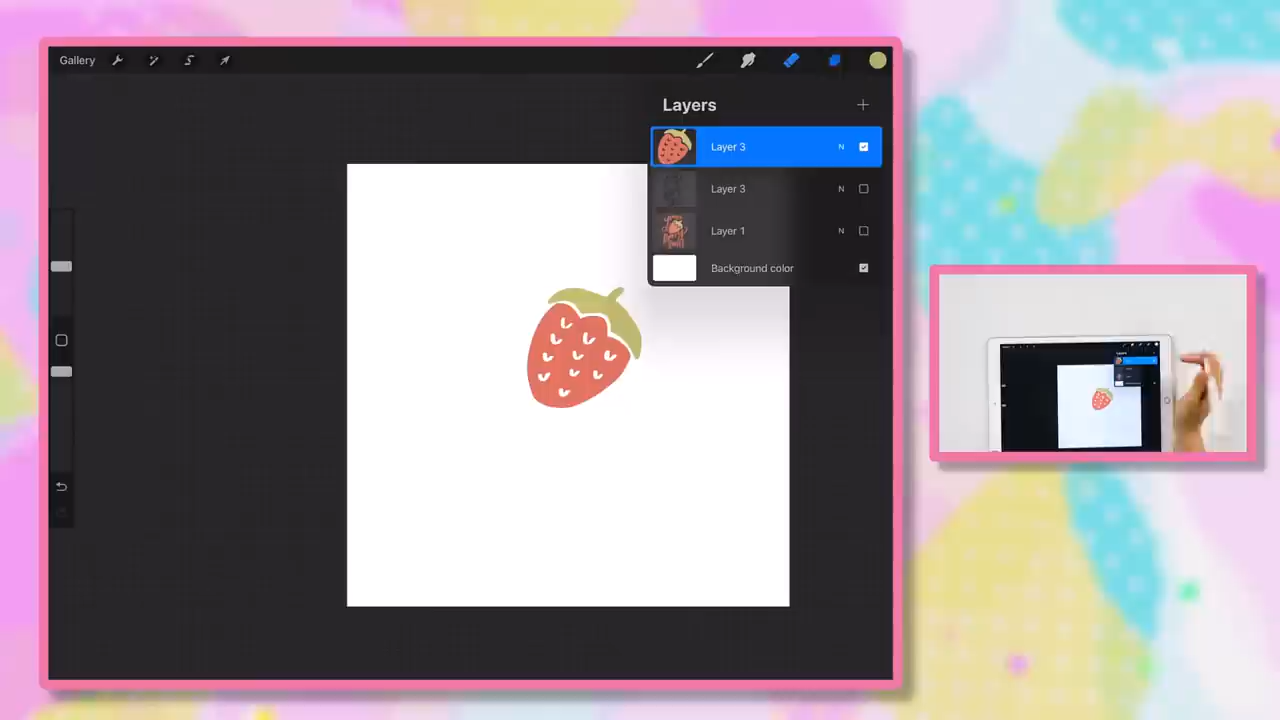 Gallery
Layers
Layer 3 N
Layer 3 N
Layer 1 N
Background color